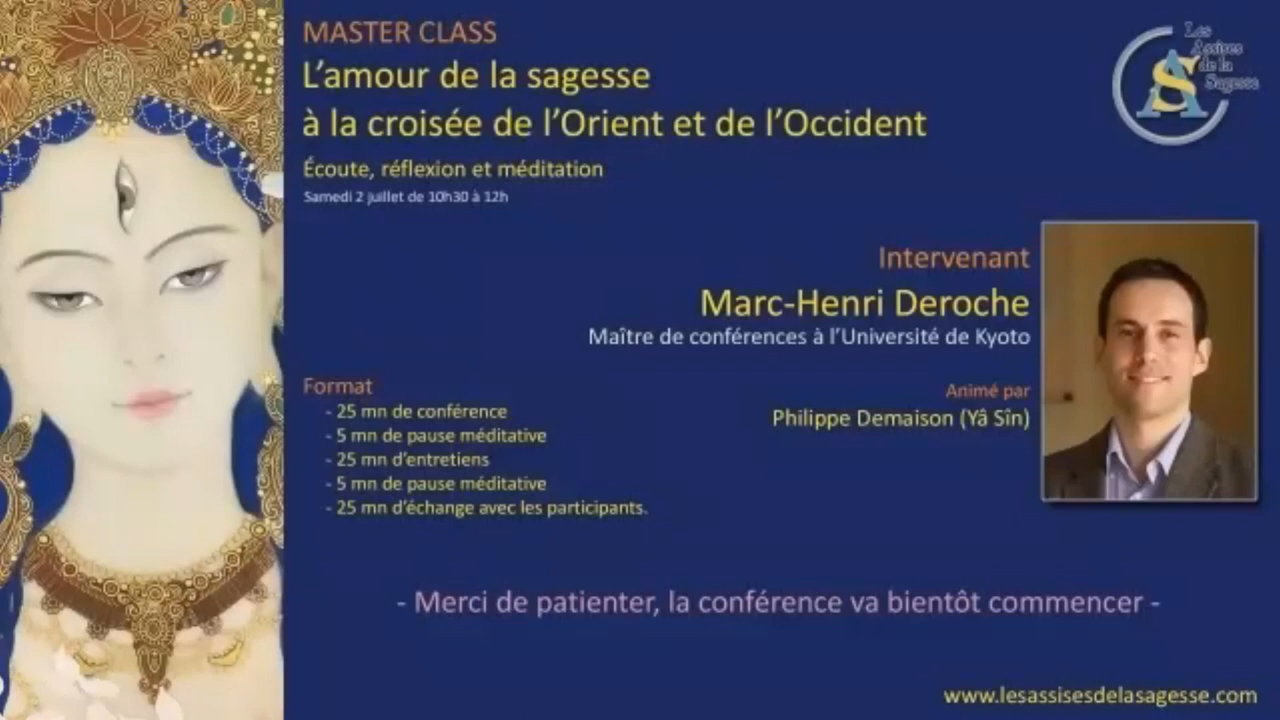 MASTER CLASS
L'amour de la sagesse
à la croisée de l'Orient et de l'Occident
Écoute, réflexion et méditation
Samedi 2 juillet de 10h30 à 12h
Les
Assises
de la
Sagesse
AS
Intervenant
Marc-Henri Deroche
Maître de conférences à l'Université de Kyoto
Animé par
Philippe Demaison (Yâ Sîn)
Format
- 25 mn de conférence
- 5 mn de pause méditative
- 25 mn d'entretiens
- 5 mn de pause méditative
- 25 mn d'échange avec les participants.
- Merci de patienter, la conférence va bientôt commencer -
www.lesassisesdelasagesse.com